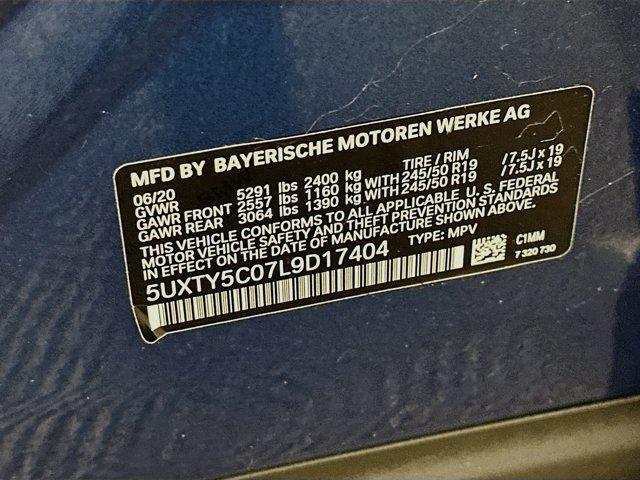 MFD BY BAYERISCHE MOTOREN WERKE AG
06/20 TIRE / RIM
GVWR 5291 lbs 2400 kg
GAWR FRONT 2557 lbs 1160 kg WITH 245/50 R19 /7.5J x 19
GAWR REAR 3064 lbs 1390 kg WITH 245/50 R19 /7.5J x 19
THIS VEHICLE CONFORMS TO ALL APPLICABLE U. S. FEDERAL
MOTOR VEHICLE SAFETY AND THEFT PREVENTION STANDARDS
IN EFFECT ON THE DATE OF MANUFACTURE SHOWN ABOVE.
5UXTY5C07L9D17404 TYPE: MPV C1MM
7 320 730